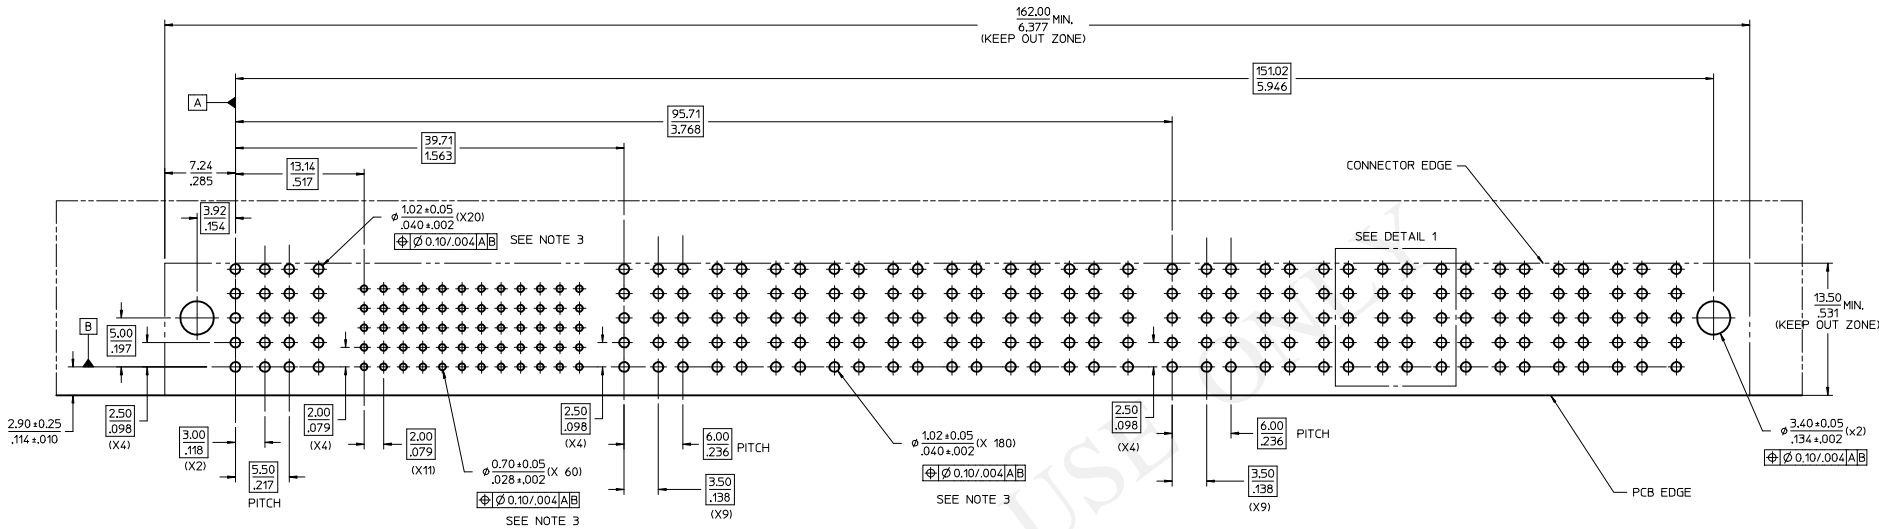 162.00 MIN.
6.377
(KEEP OUT ZONE)
151.02
5.946
A
95.71
3.768
39.71
1.563
7.24
.285
13.14
.517
CONNECTOR EDGE
3.92
.154
⌀ 1.02±0.05 (X20)
.040±.002
⌖ ⌀ 0.10/.004 A B SEE NOTE 3
SEE DETAIL 1
B
5.00
.197
13.50 MIN.
.531
(KEEP OUT ZONE)
2.90±0.25
.114±.010
2.50
.098
(X4)
3.00
.118
(X2)
5.50
.217
PITCH
2.00
.079
(X4)
2.00
.079
(X11)
⌀ 0.70±0.05 (X 60)
.028±.002
⌖ ⌀ 0.10/.004 A B
SEE NOTE 3
2.50
.098
(X4)
6.00 PITCH
.236
3.50
.138
(X9)
⌀ 1.02±0.05 (X 180)
.040±.002
⌖ ⌀ 0.10/.004 A B
SEE NOTE 3
2.50
.098
(X4)
6.00 PITCH
.236
3.50
.138
(X9)
PCB EDGE
⌀ 3.40±0.05 (x2)
.134±.002
⌖ ⌀ 0.10/.004 A B
USE ONLY